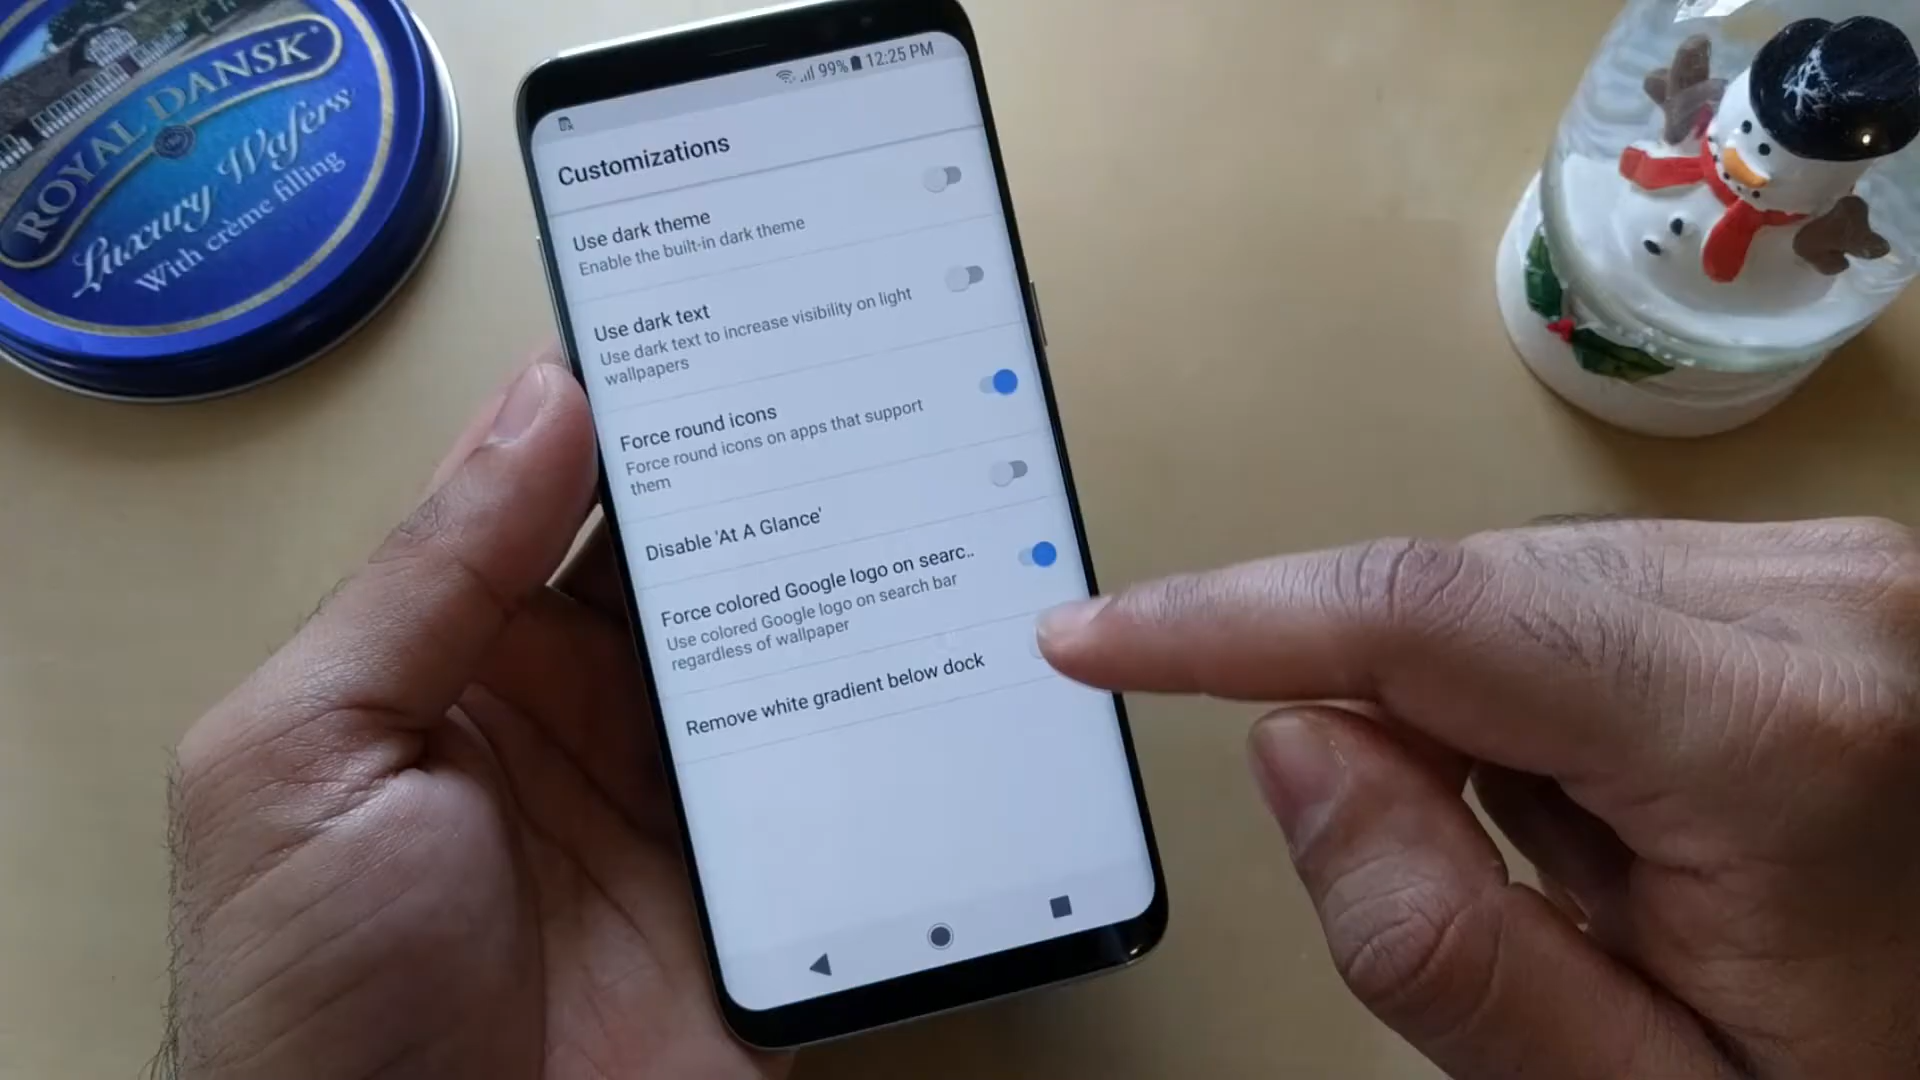 ROYAL DANSK
Luxury Wafers
With crème filling
99% 12:25 PM
Customizations
Use dark theme
Enable the built-in dark theme
Use dark text
Use dark text to increase visibility on light
wallpapers
Force round icons
Force round icons on apps that support
them
Disable 'At A Glance'
Force colored Google logo on searc..
Use colored Google logo on search bar
regardless of wallpaper
Remove white gradient below dock